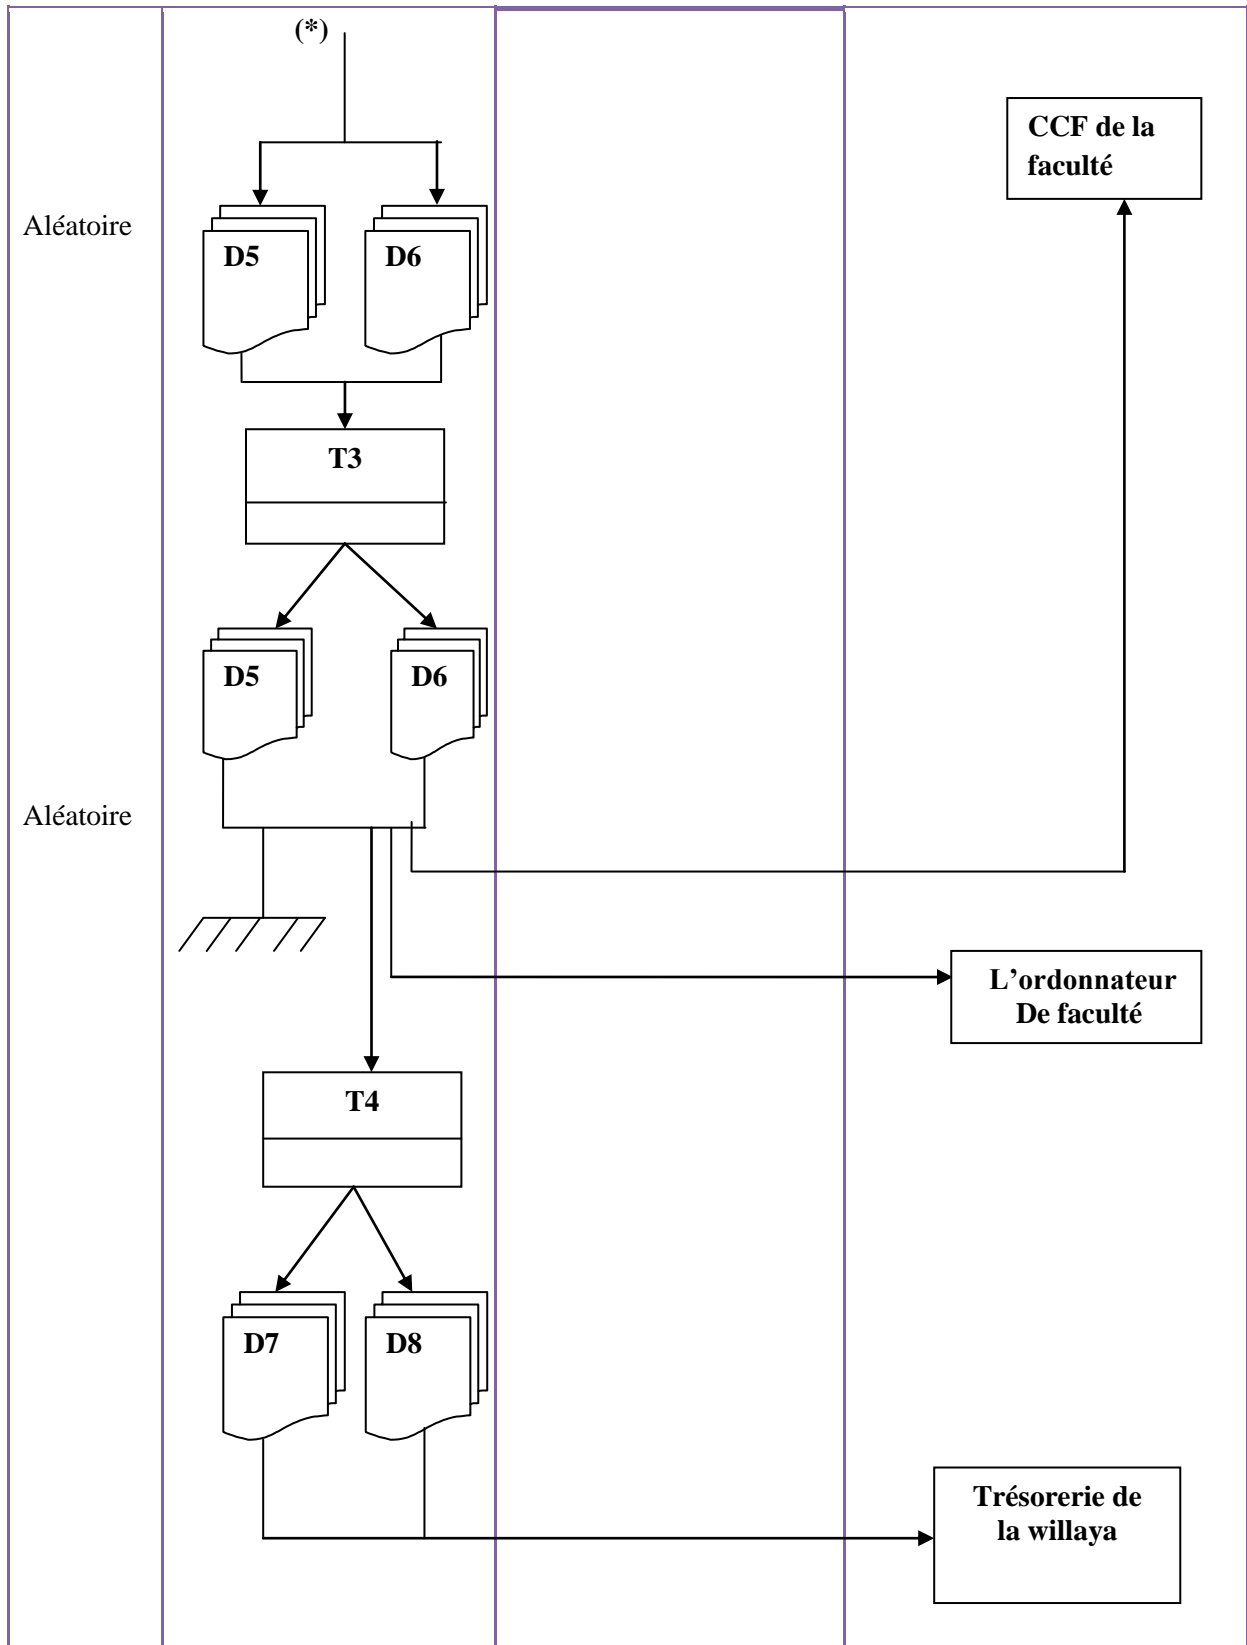 (*)
CCF de la
faculté
Aléatoire
D5
D6
T3
D5
D6
Aléatoire
L’ordonnateur
De faculté
T4
D7
D8
Trésorerie de
la willaya